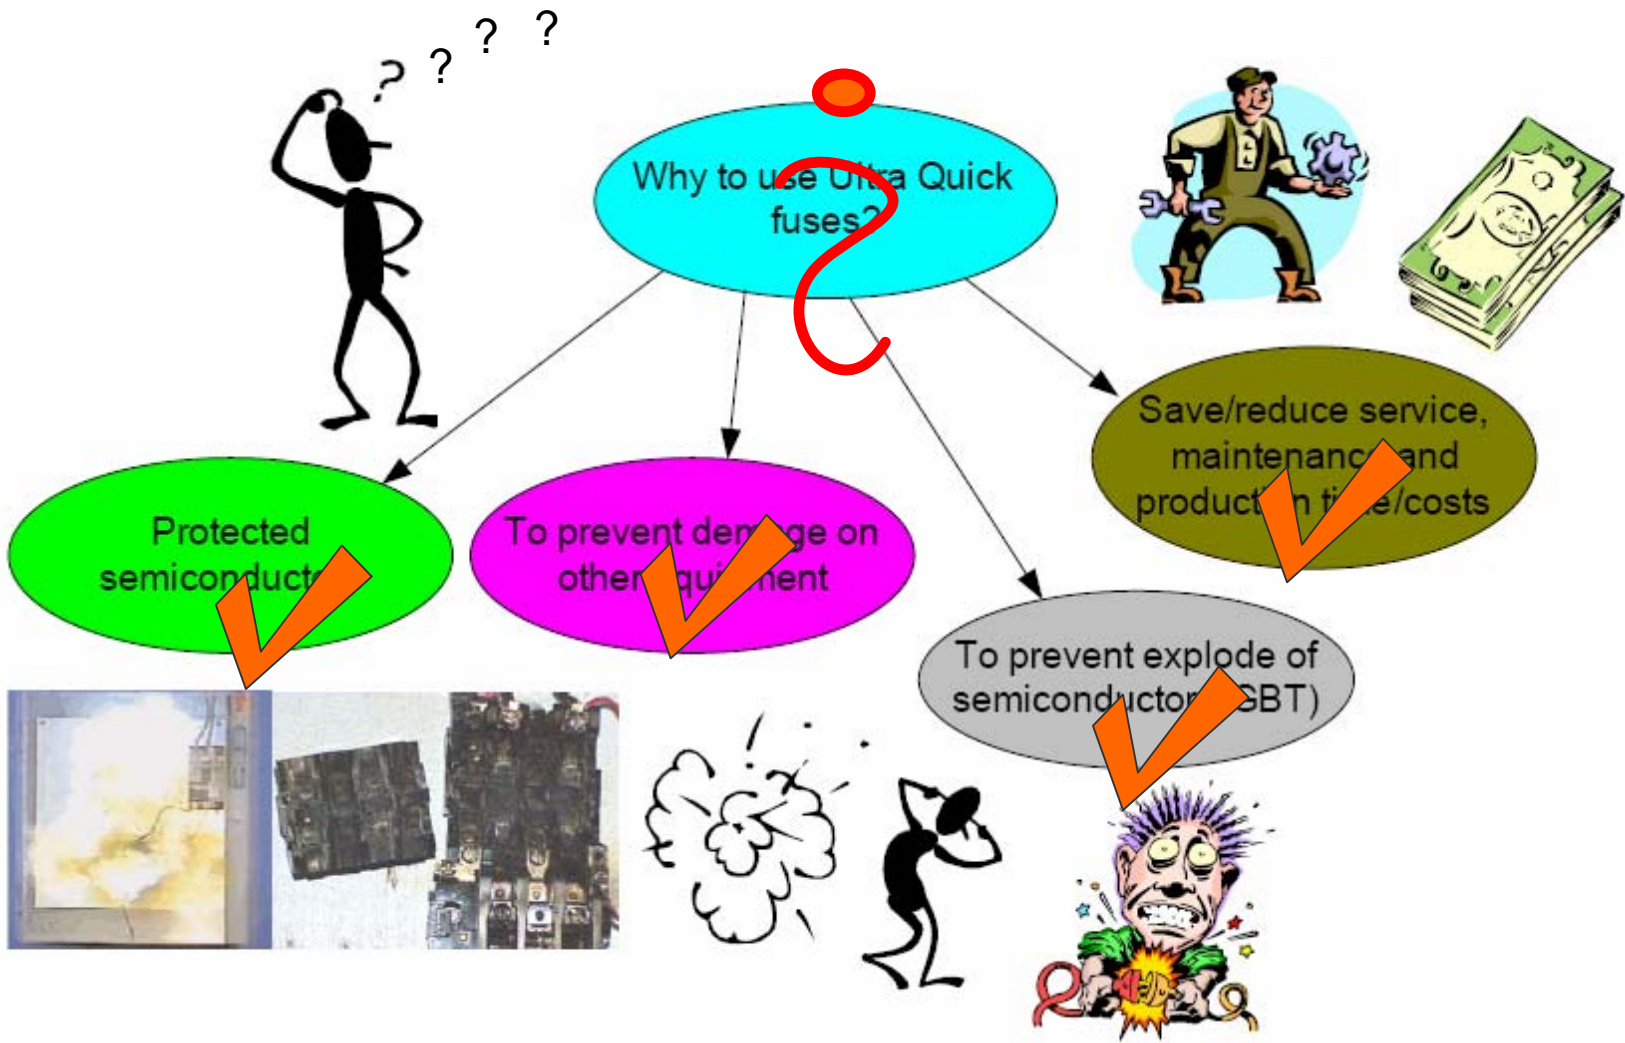 ? ? ? ?
Why to use Ultra Quick
fuses?
Save/reduce service,
maintenance and
production time/costs
Protected
semiconductor
To prevent demage on
other equipment
To prevent explode of
semiconductor (IGBT)